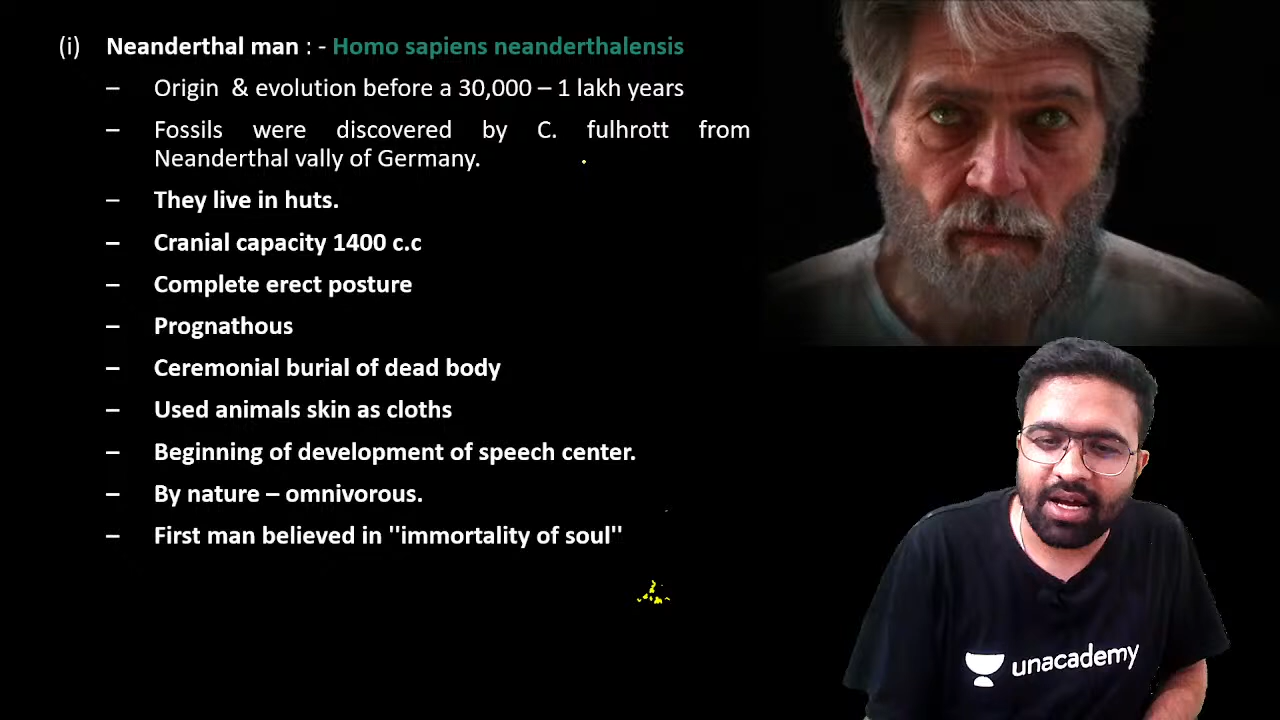 (i) Neanderthal man : - Homo sapiens neanderthalensis
– Origin & evolution before a 30,000 – 1 lakh years
– Fossils were discovered by C. fulhrott from
Neanderthal vally of Germany.
– They live in huts.
– Cranial capacity 1400 c.c
– Complete erect posture
– Prognathous
– Ceremonial burial of dead body
– Used animals skin as cloths
– Beginning of development of speech center.
– By nature – omnivorous.
– First man believed in "immortality of soul"
unacademy